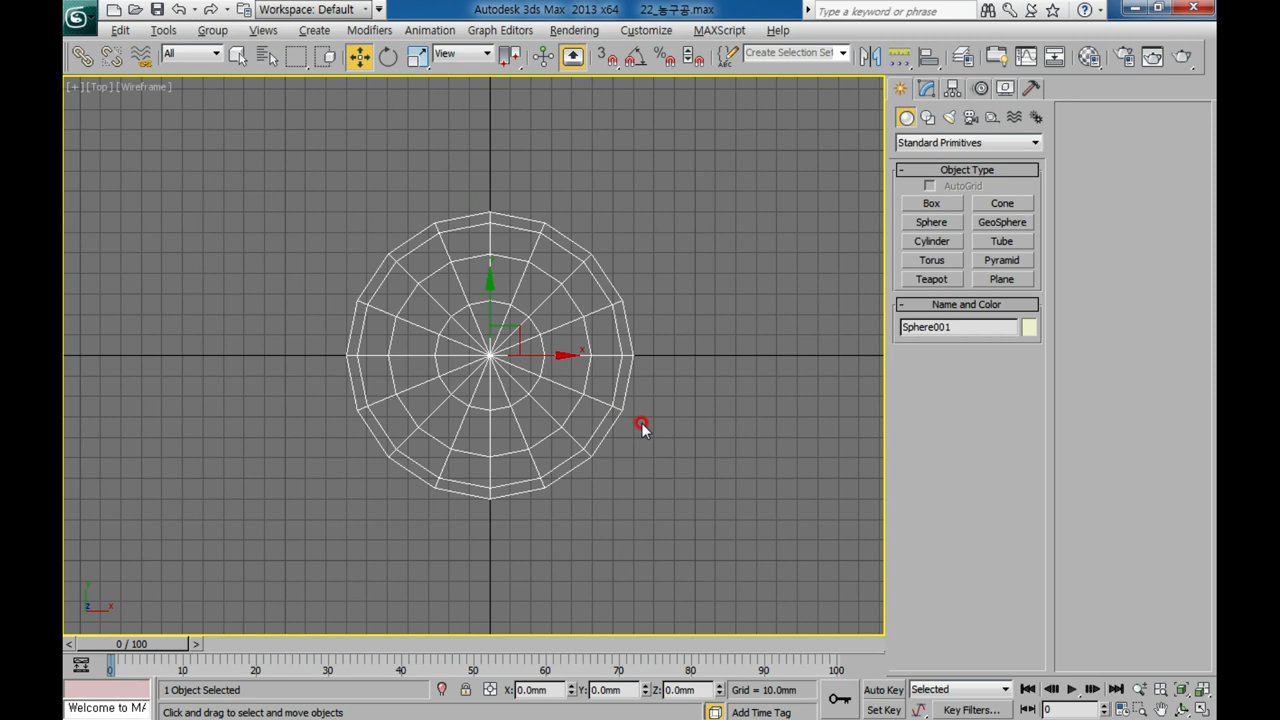 Workspace: Default
Autodesk 3ds Max 2013 x64 22_농구공.max
Type a keyword or phrase
Edit Tools Group Views Create Modifiers Animation Graph Editors Rendering Customize MAXScript Help
All
View
3
Create Selection Set
ABC
[+] [Top] [Wireframe]
Standard Primitives
- Object Type
AutoGrid
Box Cone
Sphere GeoSphere
Cylinder Tube
Torus Pyramid
Teapot Plane
- Name and Color
Sphere001
x
y
z x
< 0 / 100 >
0 10 20 30 40 50 60 70 80 90 100
1 Object Selected X: 0.0mm Y: 0.0mm Z: 0.0mm Grid = 10.0mm Auto Key Selected
Welcome to MA Click and drag to select and move objects Add Time Tag Set Key Key Filters... 0